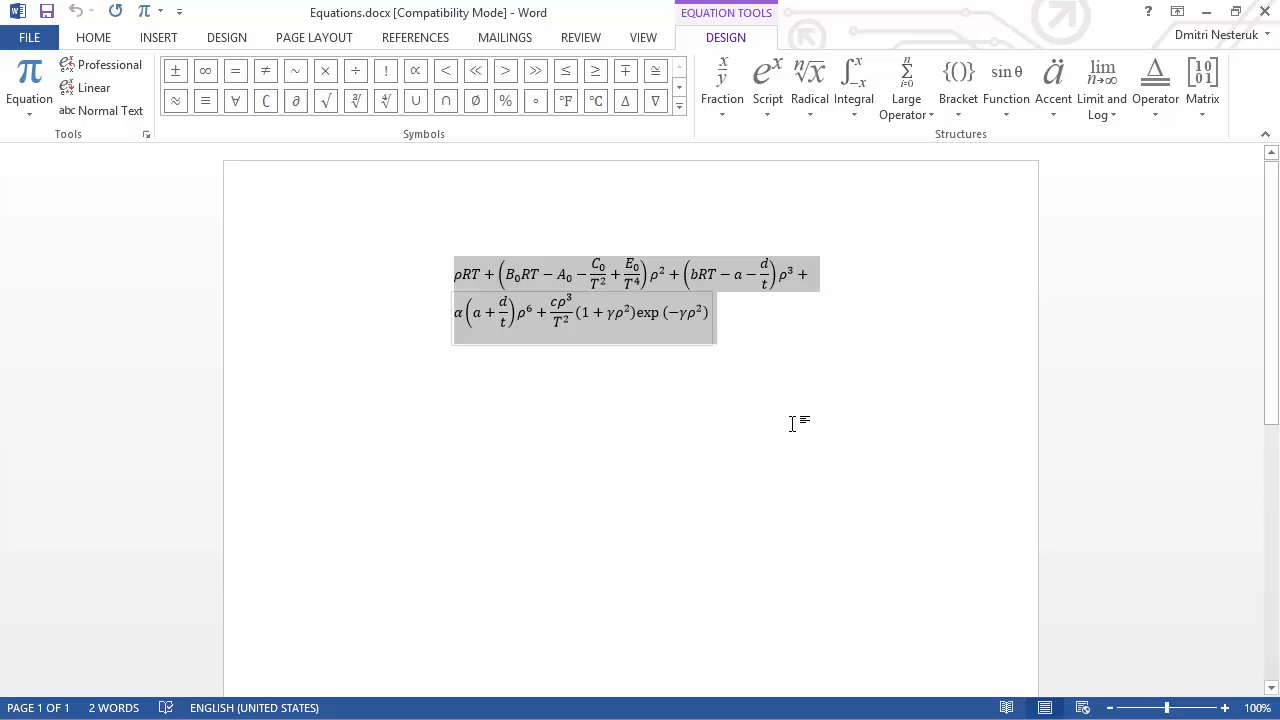 Equations.docx [Compatibility Mode] - Word
EQUATION TOOLS
FILE HOME INSERT DESIGN PAGE LAYOUT REFERENCES MAILINGS REVIEW VIEW DESIGN Dmitri Nesteruk
π Equation
Professional
Linear
abc Normal Text
Tools
± ∞ = ≠ ~ × ÷ ! ∝ < ≪ > ≫ ≤ ≥ ∓ ≅
≈ ≡ ∀ ∁ ∂ √ ∛ ∜ ∪ ∩ ∅ % ° °F °C ∆ ∇
Symbols
Fraction Script Radical Integral Large Operator Bracket Function Accent Limit and Log Operator Matrix
Structures
ρRT + (B₀RT − A₀ − C₀/T² + E₀/T⁴) ρ² + (bRT − a − d/t) ρ³ +
α (a + d/t) ρ⁶ + cρ³/T² (1 + γρ²)exp (−γρ²)
PAGE 1 OF 1 2 WORDS ENGLISH (UNITED STATES) 100%